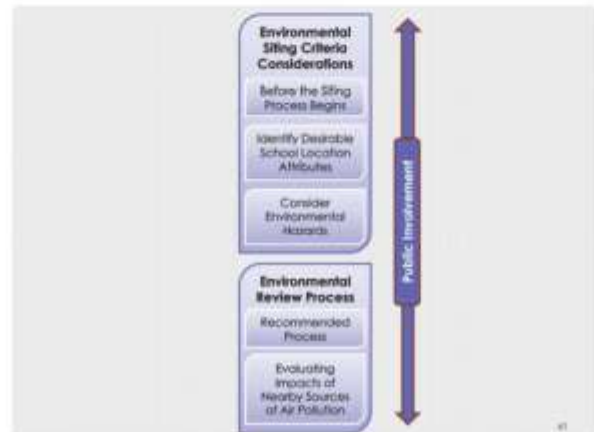 Environmental
Siting Criteria
Considerations
Before the Siting
Process Begins
Identify Desirable
School Location
Attributes
Consider
Environmental
Hazards
Public Involvement
Environmental
Review Process
Recommended
Process
Evaluating
Impacts of
Nearby Sources
of Air Pollution